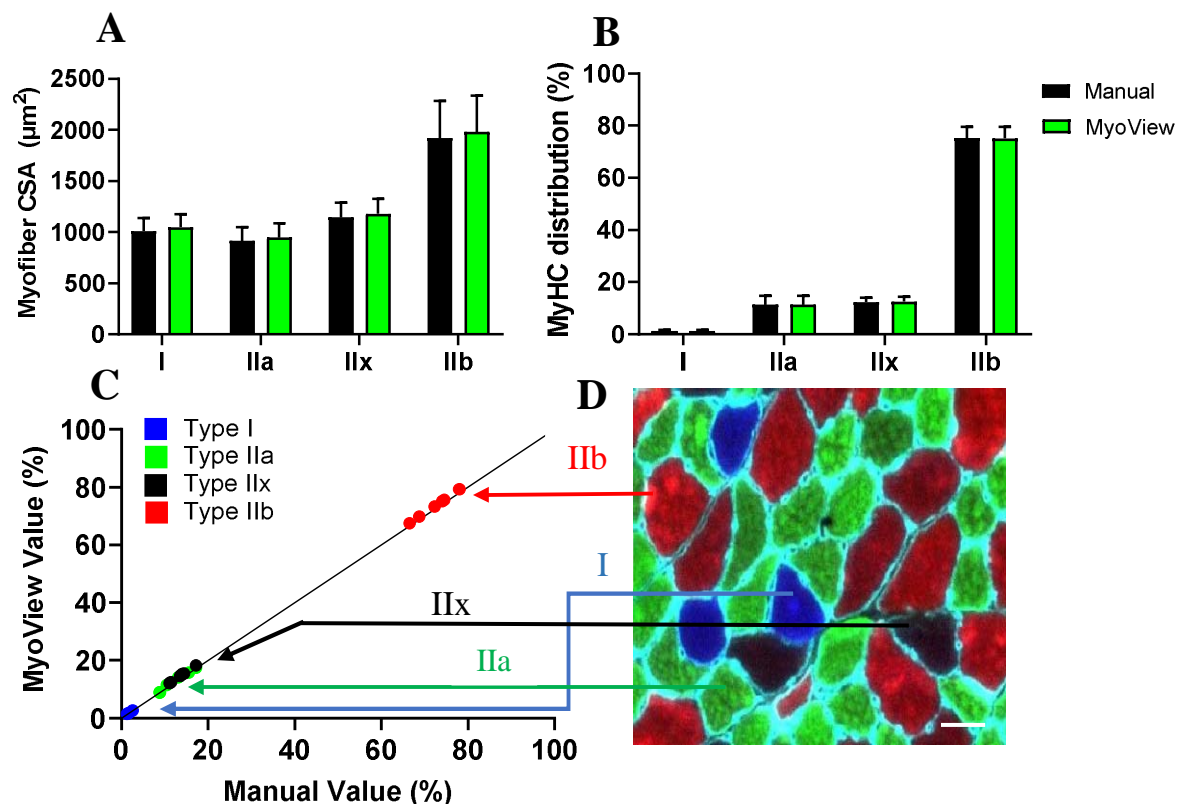 A
Myofiber CSA (µm²)
2500
2000
1500
1000
500
0
I IIa IIx IIb
B
MyHC distribution (%)
100
80
60
40
20
0
I IIa IIx IIb
Manual
MyoView
C
MyoView Value (%)
100
80
60
40
20
0
0 20 40 60 80 100
Manual Value (%)
Type I
Type IIa
Type IIx
Type IIb
D
IIb
I
IIx
IIa